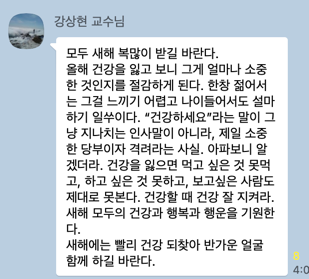 강상현 교수님
모두 새해 복많이 받길 바란다.
올해 건강을 잃고 보니 그게 얼마나 소중
한 것인지를 절감하게 된다. 한창 젊어서
는 그걸 느끼기 어렵고 나이들어서도 설마
하기 일쑤이다. “건강하세요”라는 말이 그
냥 지나치는 인사말이 아니라, 제일 소중
한 당부이자 격려라는 사실. 아파보니 알
겠더라. 건강을 잃으면 먹고 싶은 것 못먹
고, 하고 싶은 것 못하고, 보고싶은 사람도
제대로 못본다. 건강할 때 건강 잘 지켜라.
새해 모두의 건강과 행복과 행운을 기원한
다.
새해에는 빨리 건강 되찾아 반가운 얼굴
함께 하길 바란다.
8